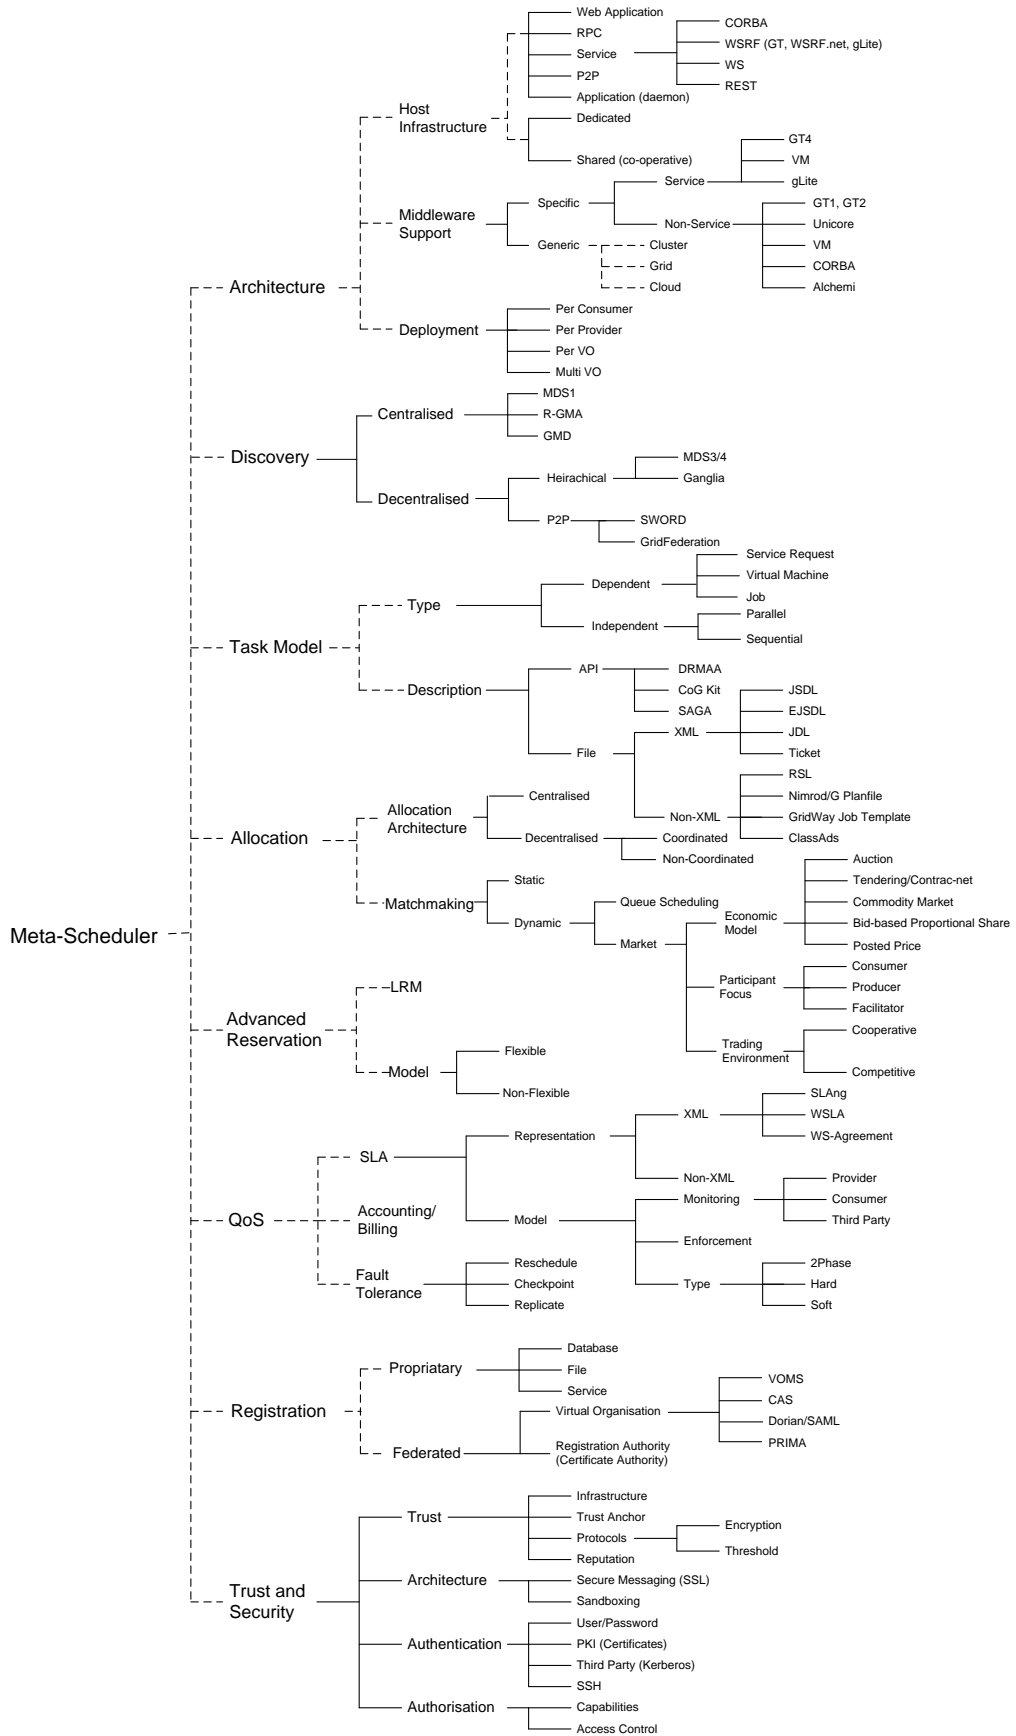 Web Application
RPC
Service
P2P
Application (daemon)
CORBA
WSRF (GT, WSRF.net, gLite)
WS
REST
Host
Infrastructure
Dedicated
Shared (co-operative)
Middleware
Support
Specific
Service
GT4
VM
gLite
Non-Service
GT1, GT2
Unicore
VM
CORBA
Alchemi
Generic
Cluster
Grid
Cloud
Architecture
Deployment
Per Consumer
Per Provider
Per VO
Multi VO
Discovery
Centralised
MDS1
R-GMA
GMD
Decentralised
Heirachical
MDS3/4
Ganglia
P2P
SWORD
GridFederation
Task Model
Type
Dependent
Service Request
Virtual Machine
Job
Independent
Parallel
Sequential
Description
API
DRMAA
CoG Kit
SAGA
File
XML
JSDL
EJSDL
JDL
Ticket
Non-XML
RSL
Nimrod/G Planfile
GridWay Job Template
ClassAds
Allocation
Allocation
Architecture
Centralised
Decentralised
Coordinated
Non-Coordinated
Matchmaking
Static
Dynamic
Queue Scheduling
Market
Economic
Model
Auction
Tendering/Contrac-net
Commodity Market
Bid-based Proportional Share
Posted Price
Participant
Focus
Consumer
Producer
Facilitator
Trading
Environment
Cooperative
Competitive
Meta-Scheduler
Advanced
Reservation
LRM
Model
Flexible
Non-Flexible
QoS
SLA
Representation
XML
SLAng
WSLA
WS-Agreement
Non-XML
Model
Monitoring
Provider
Consumer
Third Party
Enforcement
Type
2Phase
Hard
Soft
Accounting/
Billing
Fault
Tolerance
Reschedule
Checkpoint
Replicate
Registration
Propriatary
Database
File
Service
Federated
Virtual Organisation
VOMS
CAS
Dorian/SAML
PRIMA
Registration Authority
(Certificate Authority)
Trust and
Security
Trust
Infrastructure
Trust Anchor
Protocols
Encryption
Threshold
Reputation
Architecture
Secure Messaging (SSL)
Sandboxing
Authentication
User/Password
PKI (Certificates)
Third Party (Kerberos)
SSH
Authorisation
Capabilities
Access Control